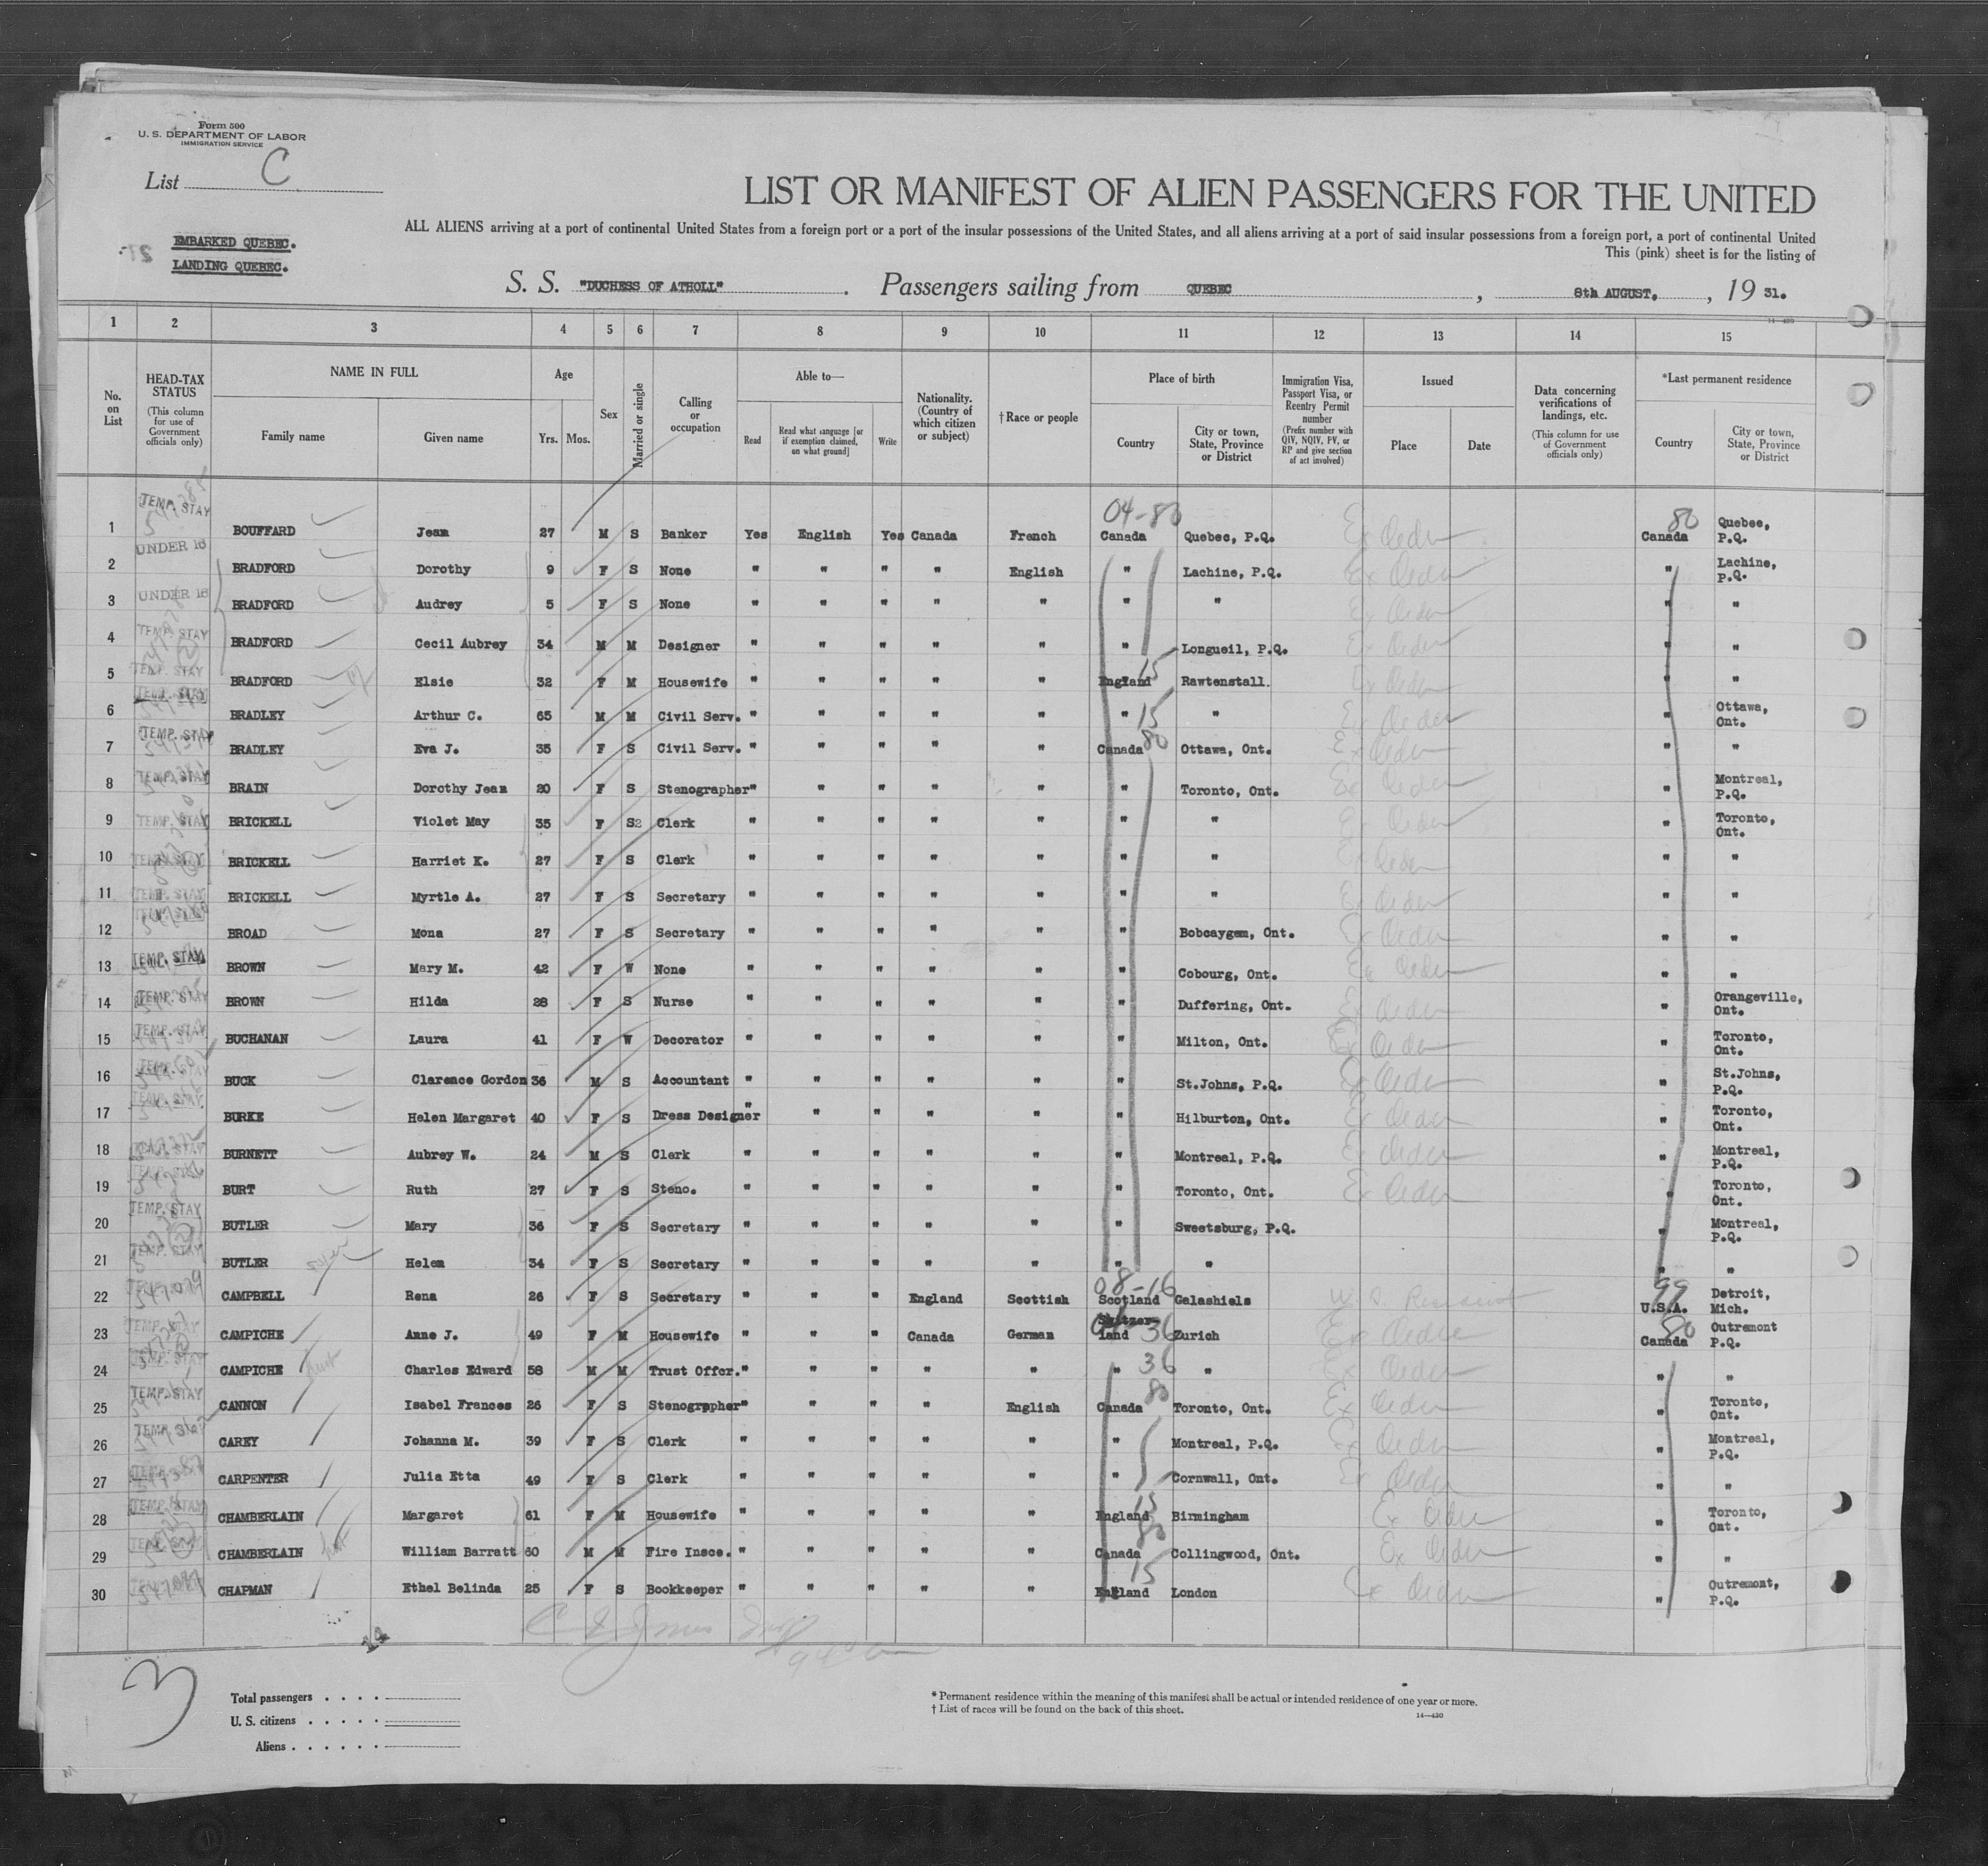 Form 500
U. S. DEPARTMENT OF LABOR
IMMIGRATION SERVICE
List C
LIST OR MANIFEST OF ALIEN PASSENGERS FOR THE UNITED
ALL ALIENS arriving at a port of continental United States from a foreign port or a port of the insular possessions of the United States, and all aliens arriving at a port of said insular possessions from a foreign port, a port of continental United
This (pink) sheet is for the listing of
EMBARKED QUEBEC.
LANDING QUEBEC.
S. S. "DUCHESS OF ATHOLL". Passengers sailing from QUEBEC, 8th AUGUST, , 19 31.
14—430
1 2 3 4 5 6 7 8 9 10 11 12 13 14 15
No. on List
HEAD-TAX STATUS (This column for use of Government officials only)
NAME IN FULL
Family name
Given name
Age
Yrs. Mos.
Sex
Married or single
Calling or occupation
Able to—
Read
Read what language [or if exemption claimed, on what ground]
Write
Nationality. (Country of which citizen or subject)
†Race or people
Place of birth
Country
City or town, State, Province or District
Immigration Visa, Passport Visa, or Reentry Permit number (Prefix number with QIV, NQIV, PV, or RP and give section of act involved)
Issued
Place
Date
Data concerning verifications of landings, etc. (This column for use of Government officials only)
*Last permanent residence
Country
City or town, State, Province or District
04-80
1 TEMP. STAY BOUFFARD Jean 27 M S Banker Yes English Yes Canada French Canada Quebec, P.Q. 80 Canada Quebec, P.Q.
2 UNDER 16 BRADFORD Dorothy 9 F S None " " " " English " Lachine, P.Q. " Lachine, P.Q.
3 UNDER 16 BRADFORD Audrey 5 F S None " " " " " " " " "
4 TEMP. STAY BRADFORD Cecil Aubrey 34 M M Designer " " " " " " Longueil, P.Q. " "
5 TEMP. STAY BRADFORD Elsie 32 F M Housewife " " " " " England 15 Rawtenstall. " "
6 TEMP. STAY BRADLEY Arthur C. 65 M M Civil Serv. " " " " " " 15 " " Ottawa, Ont.
7 TEMP. STAY BRADLEY Eva J. 35 F S Civil Serv. " " " " " Canada 80 Ottawa, Ont. " "
8 TEMP. STAY BRAIN Dorothy Jean 20 F S Stenographer " " " " " " Toronto, Ont. " Montreal, P.Q.
9 TEMP. STAY BRICKELL Violet May 35 F S Clerk " " " " " " " " Toronto, Ont.
10 BRICKELL Harriet K. 27 F S Clerk " " " " " " " " "
11 TEMP. STAY BRICKELL Myrtle A. 27 F S Secretary " " " " " " " " "
12 BROAD Mona 27 F S Secretary " " " " " " Bobcaygen, Ont. " "
13 TEMP. STAY BROWN Mary M. 42 F W None " " " " " " Cobourg, Ont. " "
14 TEMP. STAY BROWN Hilda 28 F S Nurse " " " " " " Duffering, Ont. " Orangeville, Ont.
15 TEMP. STAY BUCHANAN Laura 41 F W Decorator " " " " " " Milton, Ont. " Toronto, Ont.
16 BUCK Clarence Gordon 36 M S Accountant " " " " " " St.Johns, P.Q. " St.Johns, P.Q.
17 BURKE Helen Margaret 40 F S Dress Designer " " " " " " Hilburton, Ont. " Toronto, Ont.
18 BURNETT Aubrey W. 24 M S Clerk " " " " " " Montreal, P.Q. " Montreal, P.Q.
19 BURT Ruth 27 F S Steno. " " " " " " Toronto, Ont. " Toronto, Ont.
20 TEMP. STAY BUTLER Mary 36 F S Secretary " " " " " " Sweetsburg, P.Q. " Montreal, P.Q.
21 TEMP. STAY BUTLER Helen 34 F S Secretary " " " " " " " " "
08-16
22 CAMPBELL Rena 26 F S Secretary " " " England Scottish Scotland Galashiels 99 U.S.A. Detroit, Mich.
23 CAMPICHE Anne J. 49 F M Housewife " " " Canada German Switzerland 36 Zurich 80 Canada Outremont P.Q.
24 CAMPICHE Charles Edward 58 M M Trust Offcr. " " " " " " 36 " " "
25 TEMP. STAY CANNON Isabel Frances 26 F S Stenographer " " " " English Canada 80 Toronto, Ont. " Toronto, Ont.
26 CAREY Johanna M. 39 F S Clerk " " " " " " Montreal, P.Q. " Montreal, P.Q.
27 CARPENTER Julia Etta 49 F S Clerk " " " " " " Cornwall, Ont. " "
28 TEMP. STAY CHAMBERLAIN Margaret 61 F M Housewife " " " " " England 15 Birmingham " Toronto, Ont.
29 CHAMBERLAIN William Barratt 60 M M Fire Insce. " " " " " Canada 80 Collingwood, Ont. " "
30 CHAPMAN Ethel Belinda 25 F S Bookkeeper " " " " " England 15 London " Outremont, P.Q.
3
Total passengers . . . .
U. S. citizens . . . . .
Aliens . . . . . .
* Permanent residence within the meaning of this manifest shall be actual or intended residence of one year or more.
† List of races will be found on the back of this sheet.
14—430